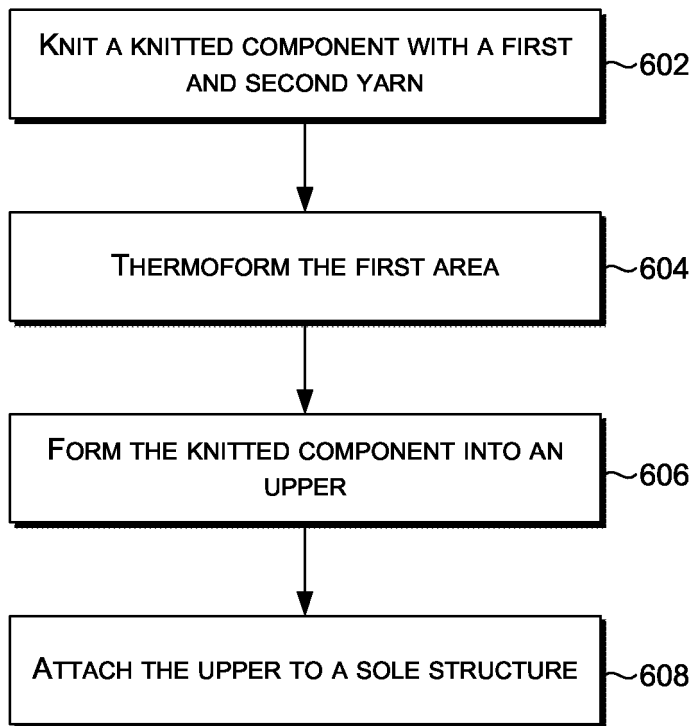 KNIT A KNITTED COMPONENT WITH A FIRST
AND SECOND YARN
602
THERMOFORM THE FIRST AREA
604
FORM THE KNITTED COMPONENT INTO AN
UPPER
606
ATTACH THE UPPER TO A SOLE STRUCTURE
608